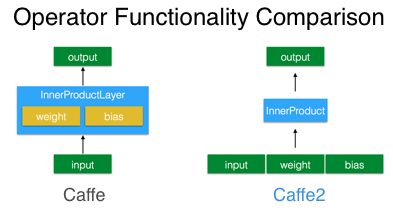 Operator Functionality Comparison
output
InnerProductLayer
weight bias
input
Caffe
output
InnerProduct
input weight bias
Caffe2